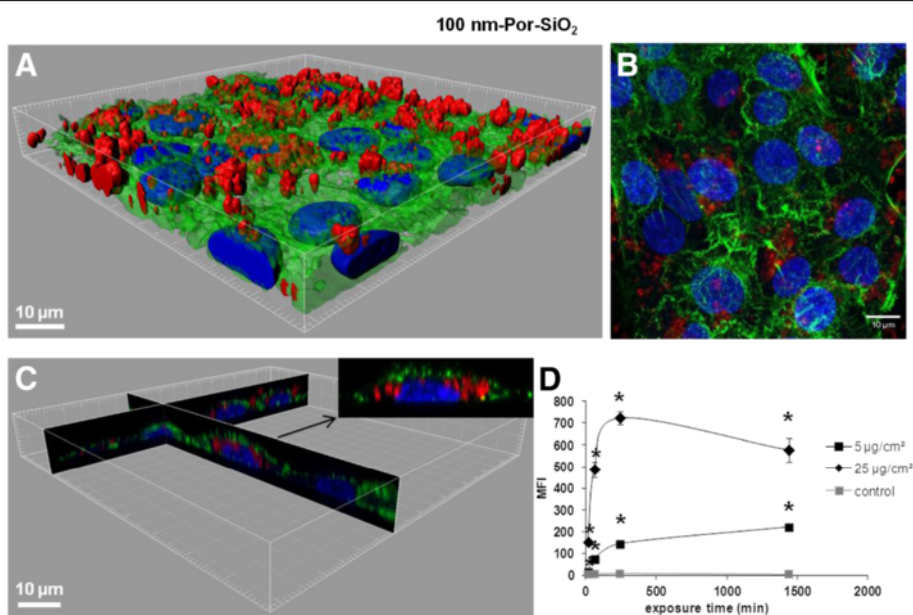 100 nm-Por-SiO₂
A
10 µm
B
10 µm
C
10 µm
D
MFI
800
700
600
500
400
300
200
100
0
* * * * * * * *
5 µg/cm²
25 µg/cm²
control
0 500 1000 1500 2000
exposure time (min)